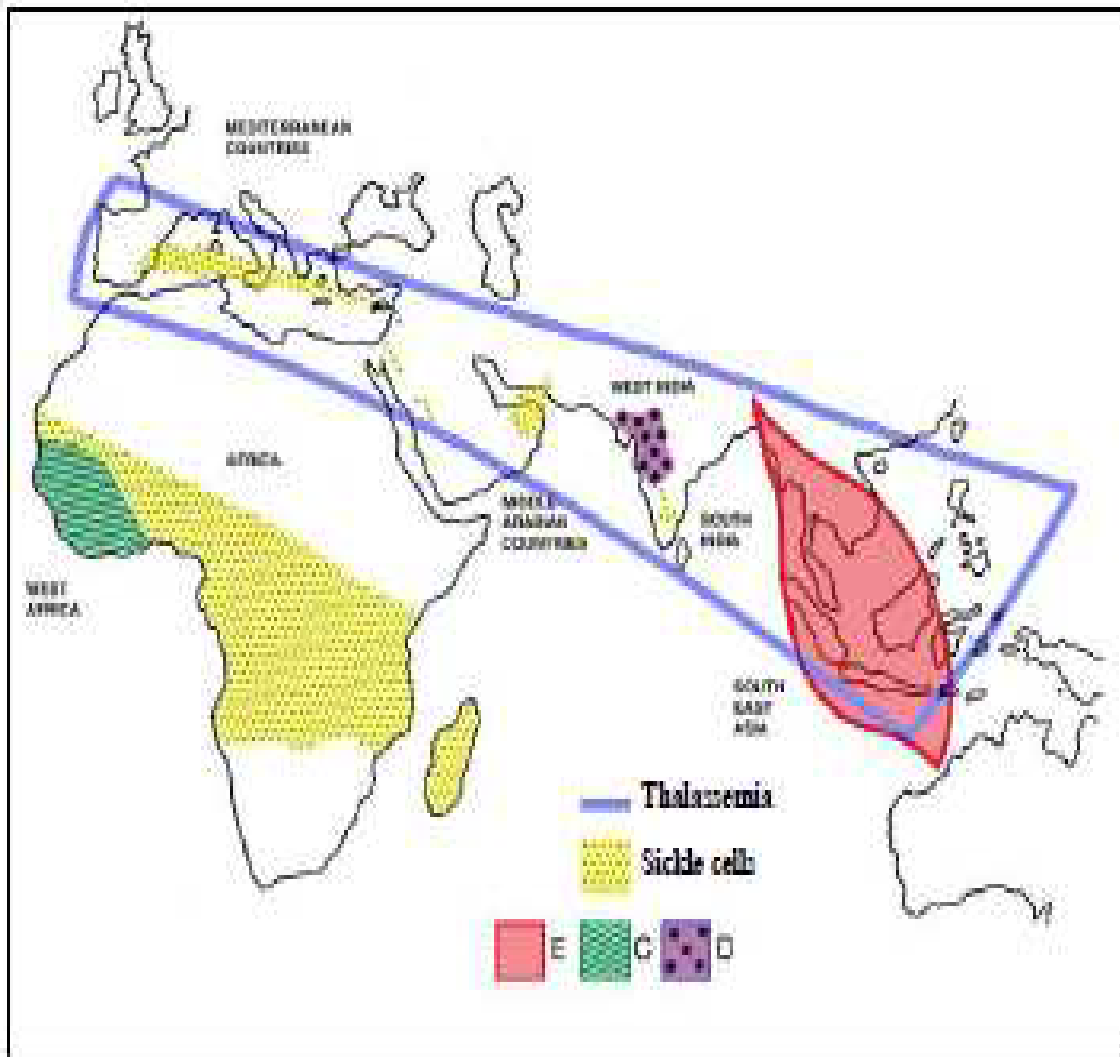 MEDITERRANEAN
COUNTRIES
WEST INDIA
AFRICA
MIDDLE
ARABIAN
COUNTRIES
SOUTH
INDIA
WEST
AFRICA
SOUTH
EAST
ASIA
Thalassemia
Sickle cells
E C D